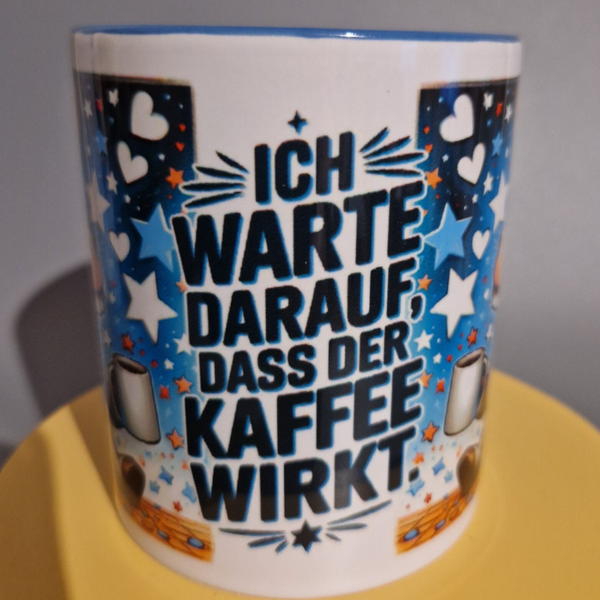 ICH
WARTE
DARAUF,
DASS DER
KAFFEE
WIRKT.